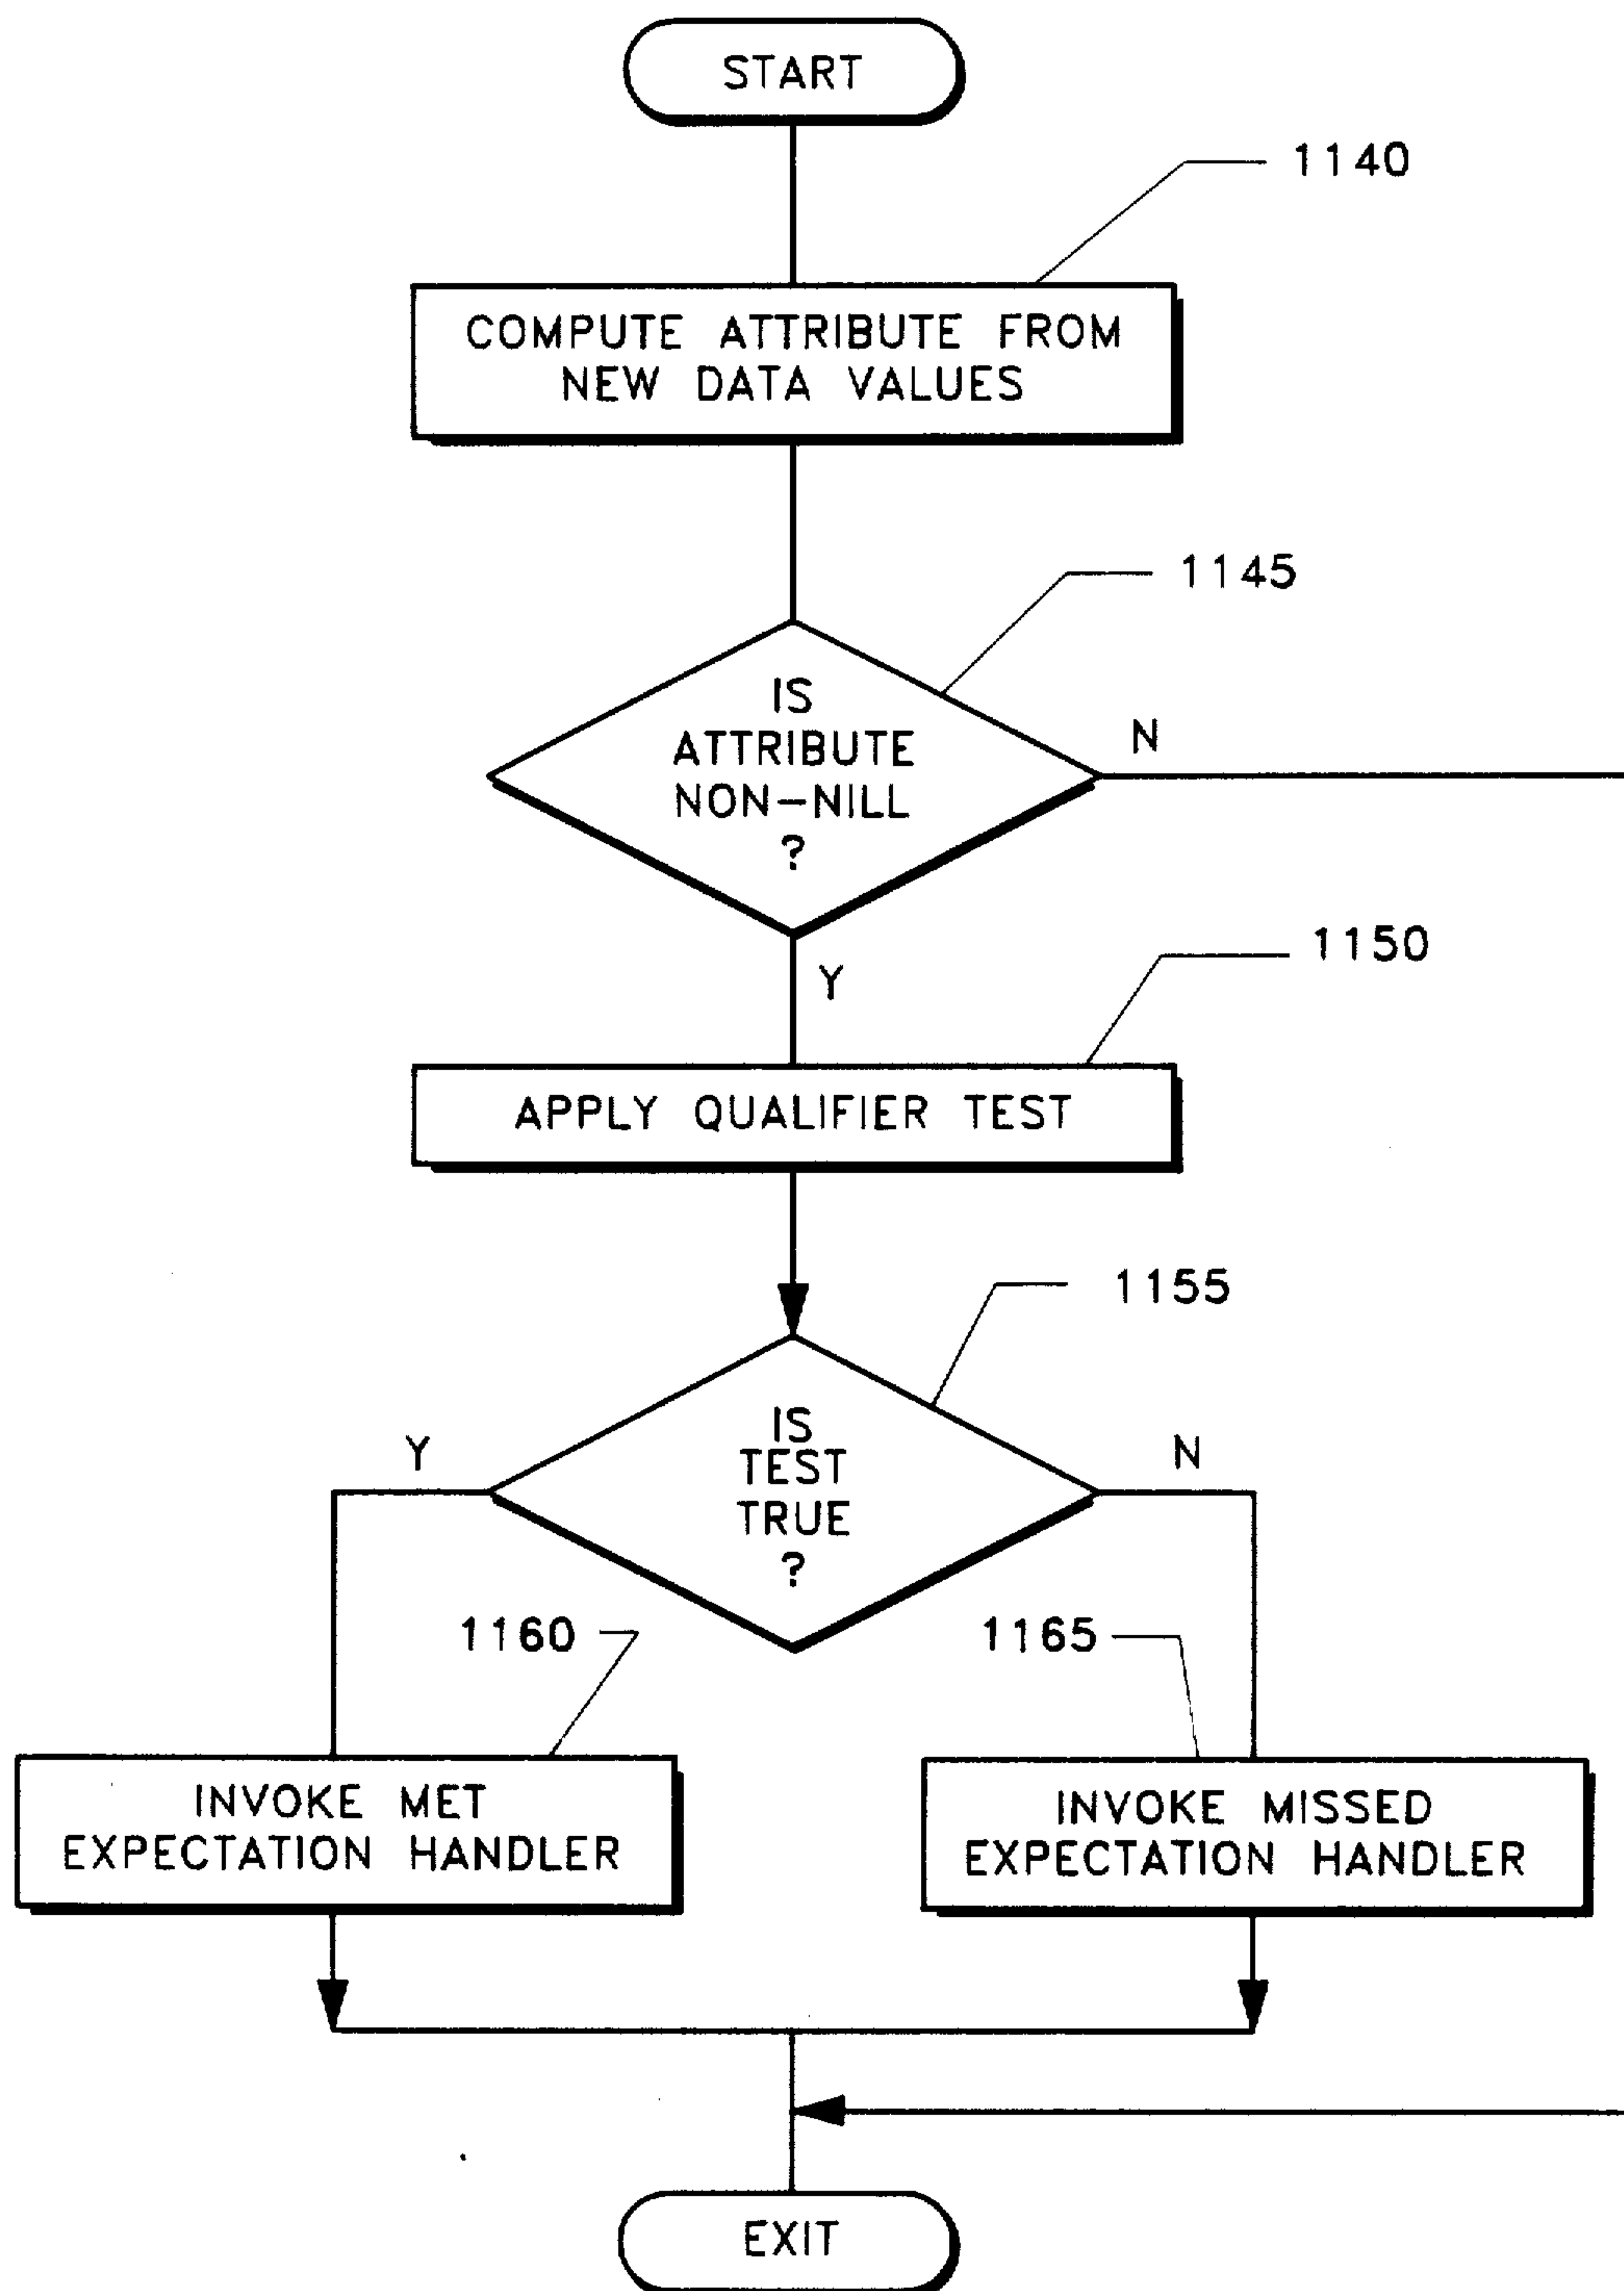 START
1140
COMPUTE ATTRIBUTE FROM
NEW DATA VALUES
1145
IS
ATTRIBUTE
NON-NILL
?
N
Y
1150
APPLY QUALIFIER TEST
1155
IS
TEST
TRUE
?
Y
N
1160
1165
INVOKE MET
EXPECTATION HANDLER
INVOKE MISSED
EXPECTATION HANDLER
EXIT